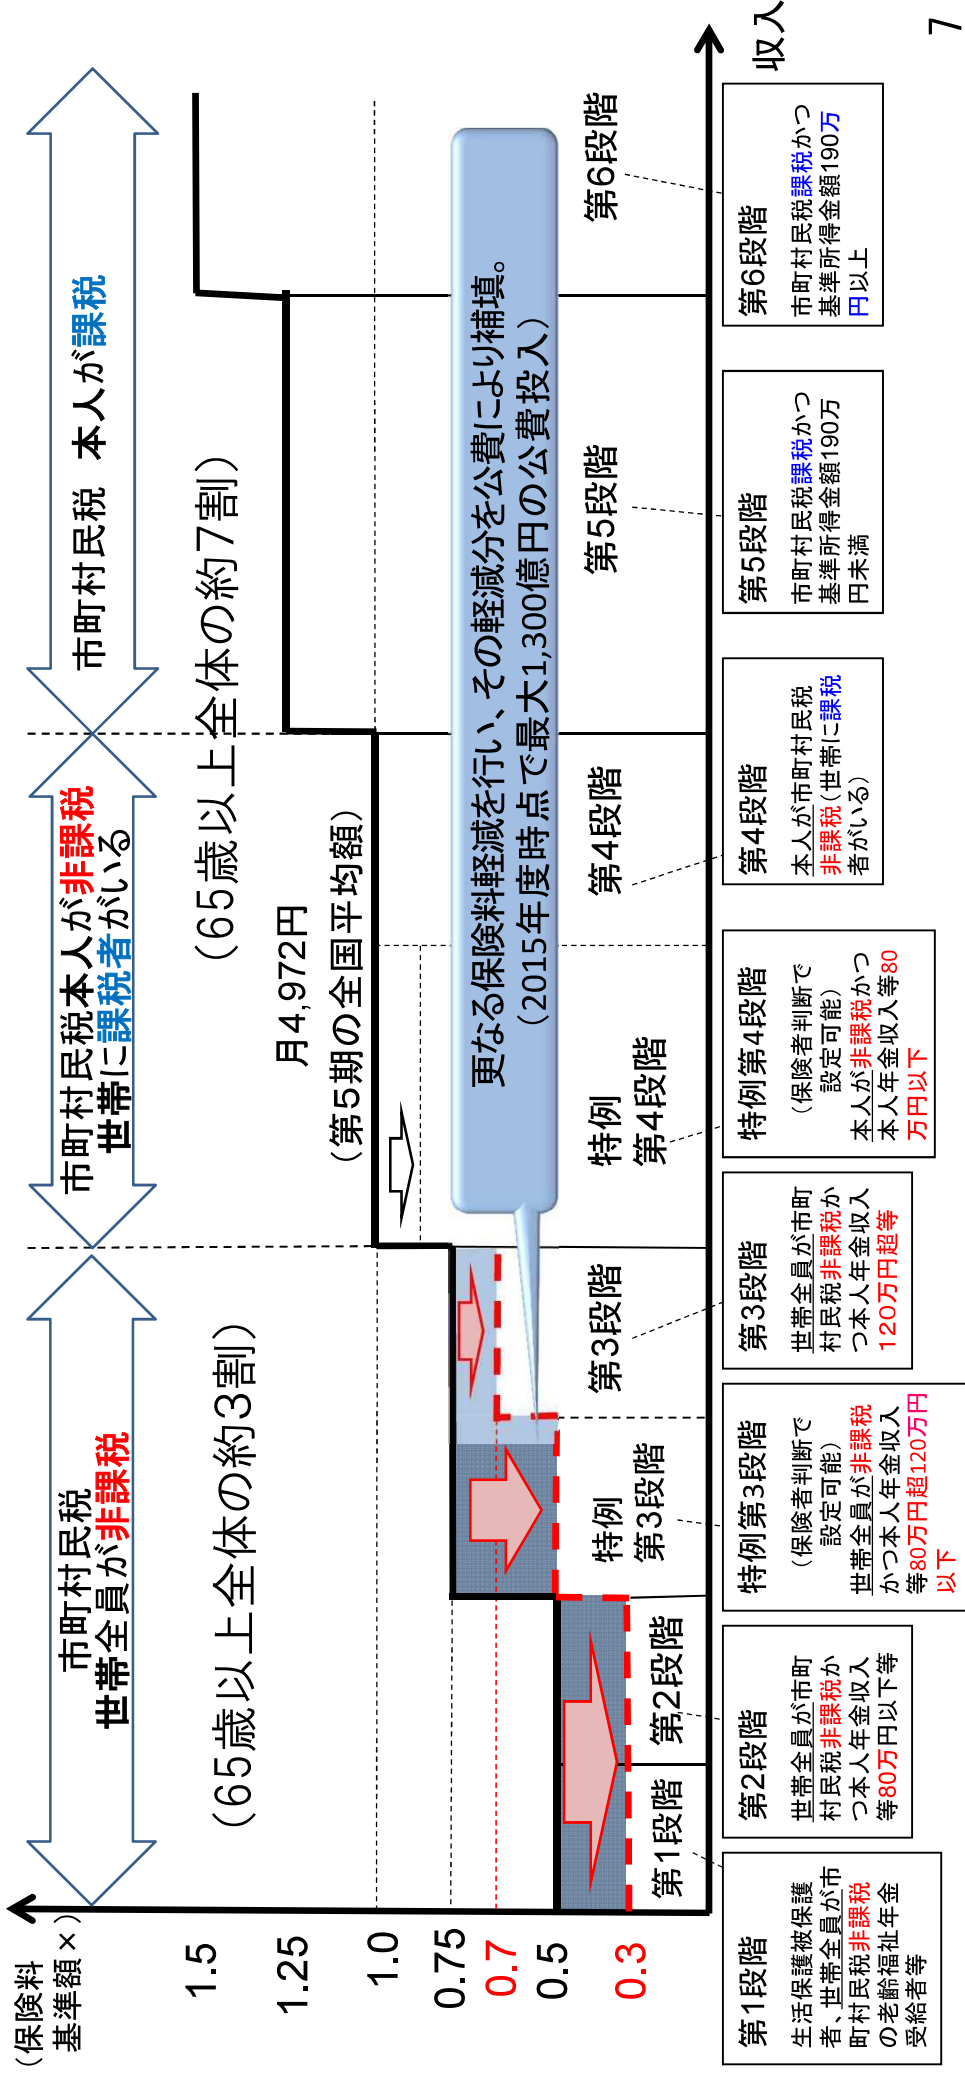 （保険料
基準額×）
市町村民税
世帯全員が非課税
市町村民税本人が非課税
世帯に課税者がいる
市町村民税 本人が課税
（65歳以上全体の約3割）
（65歳以上全体の約7割）
月4,972円
（第5期の全国平均額）
1.5
1.25
1.0
0.75
0.7
0.5
0.3
更なる保険料軽減を行い、その軽減分を公費により補填。
（2015年度時点で最大1,300億円の公費投入）
第1段階
第2段階
特例
第3段階
第3段階
特例
第4段階
第4段階
第5段階
第6段階
収入
第1段階
生活保護被保護
者、世帯全員が市
町村民税非課税
の老齢福祉年金
受給者等
第2段階
世帯全員が市町
村民税非課税か
つ本人年金収入
等80万円以下等
特例第3段階
（保険者判断で
設定可能）
世帯全員が非課税
かつ本人年金収入
等80万円超120万円
以下
第3段階
世帯全員が市町
村民税非課税か
つ本人年金収入
120万円超等
特例第4段階
（保険者判断で
設定可能）
本人が非課税かつ
本人年金収入等80
万円以下
第4段階
本人が市町村民税
非課税（世帯に課税
者がいる）
第5段階
市町村民税課税かつ
基準所得金額190万
円未満
第6段階
市町村民税課税かつ
基準所得金額190万
円以上
7